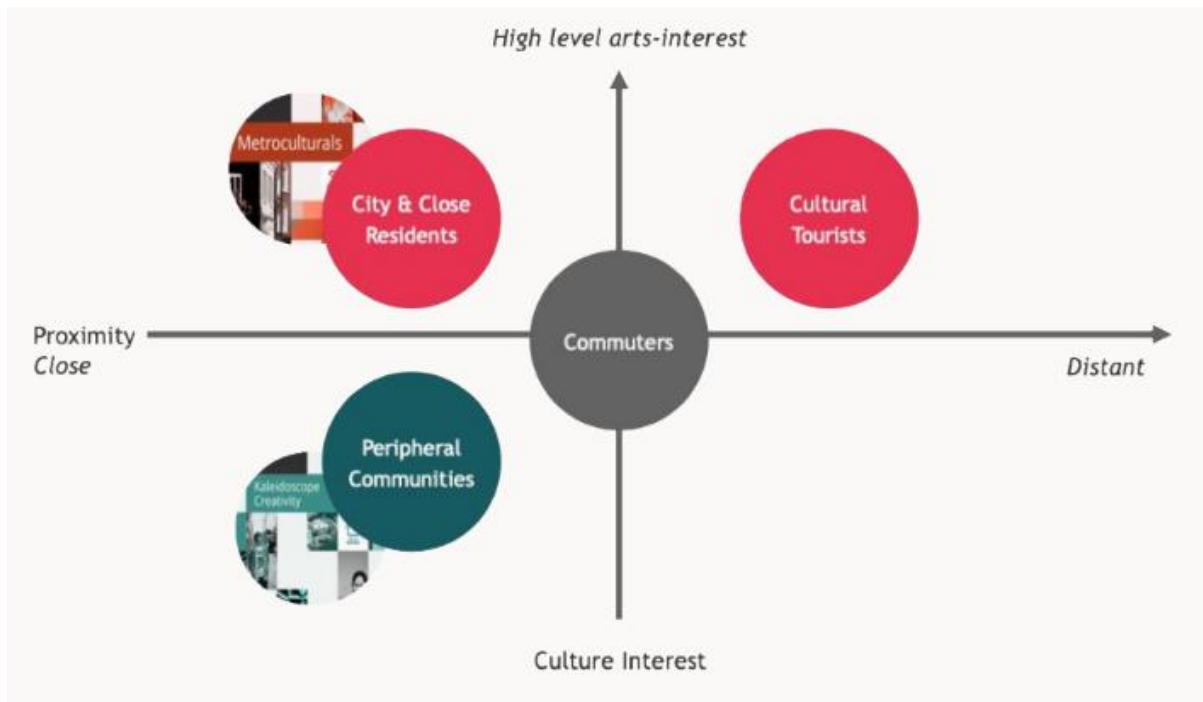 High level arts-interest
Metroculturals
City & Close
Residents
Cultural
Tourists
Commuters
Proximity
Close
Distant
Peripheral
Communities
Kaleidoscope
Creativity
Culture Interest